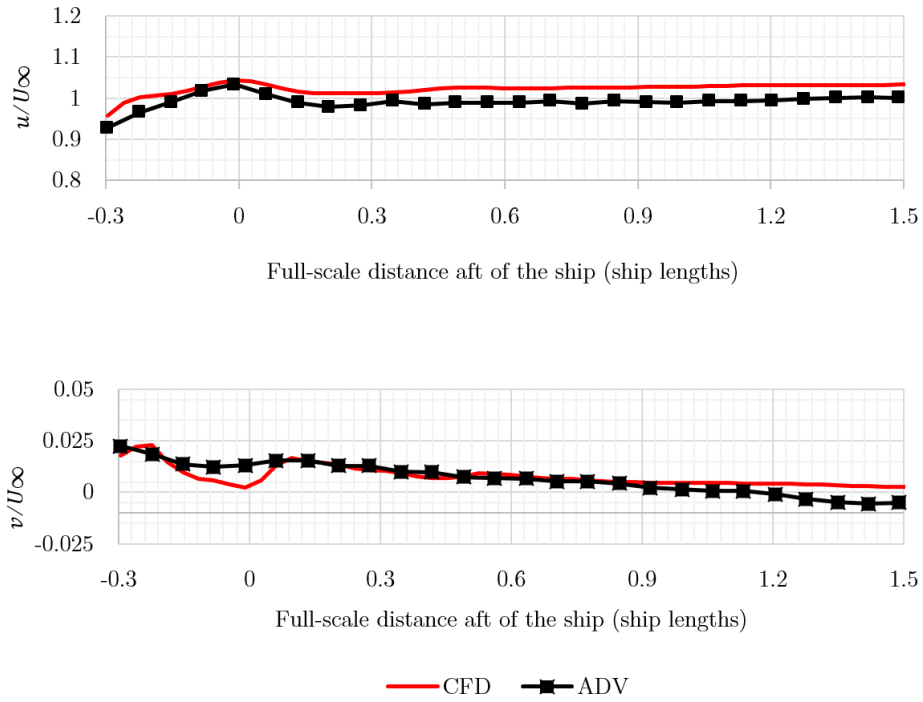 1.2
1.1
1
0.9
0.8
u/U∞
-0.3 0 0.3 0.6 0.9 1.2 1.5
Full-scale distance aft of the ship (ship lengths)
0.05
0.025
0
-0.025
v/U∞
-0.3 0 0.3 0.6 0.9 1.2 1.5
Full-scale distance aft of the ship (ship lengths)
CFD ADV